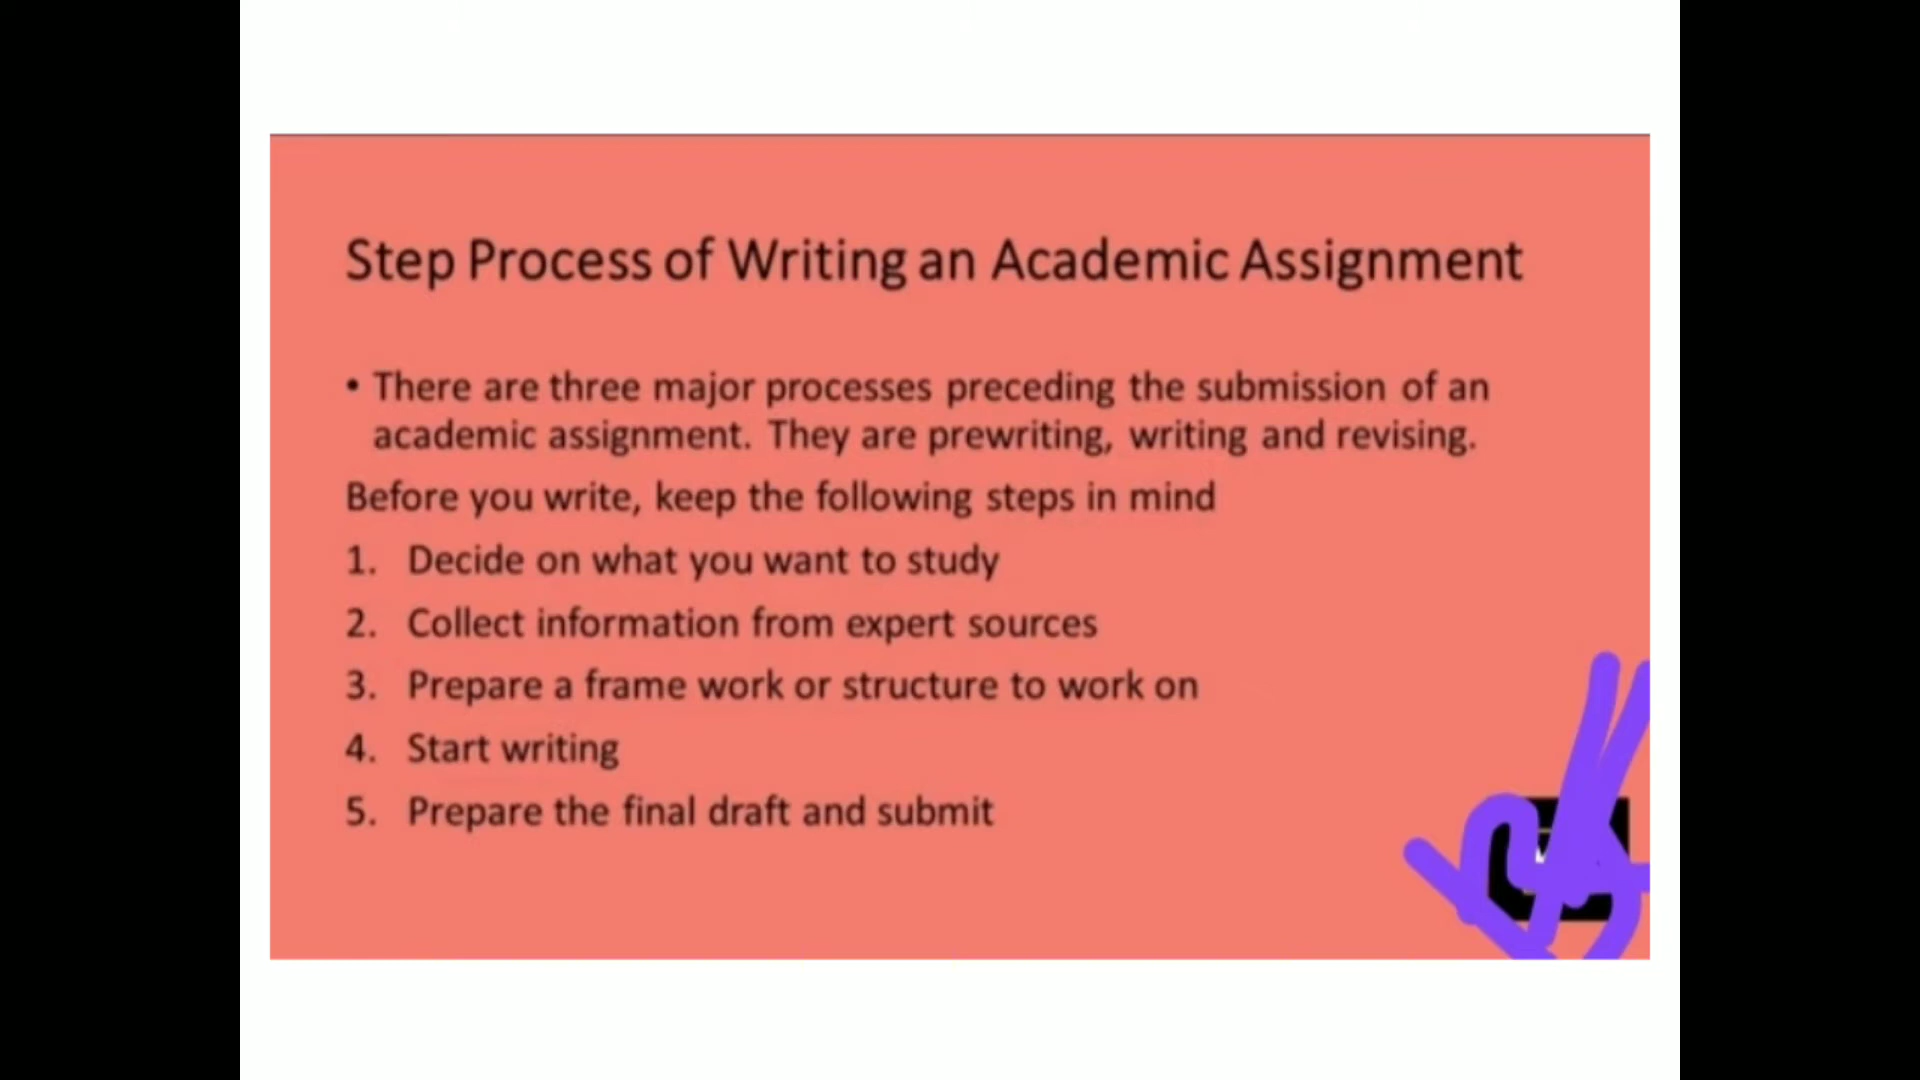 Step Process of Writing an Academic Assignment
• There are three major processes preceding the submission of an
academic assignment. They are prewriting, writing and revising.
Before you write, keep the following steps in mind
1. Decide on what you want to study
2. Collect information from expert sources
3. Prepare a frame work or structure to work on
4. Start writing
5. Prepare the final draft and submit